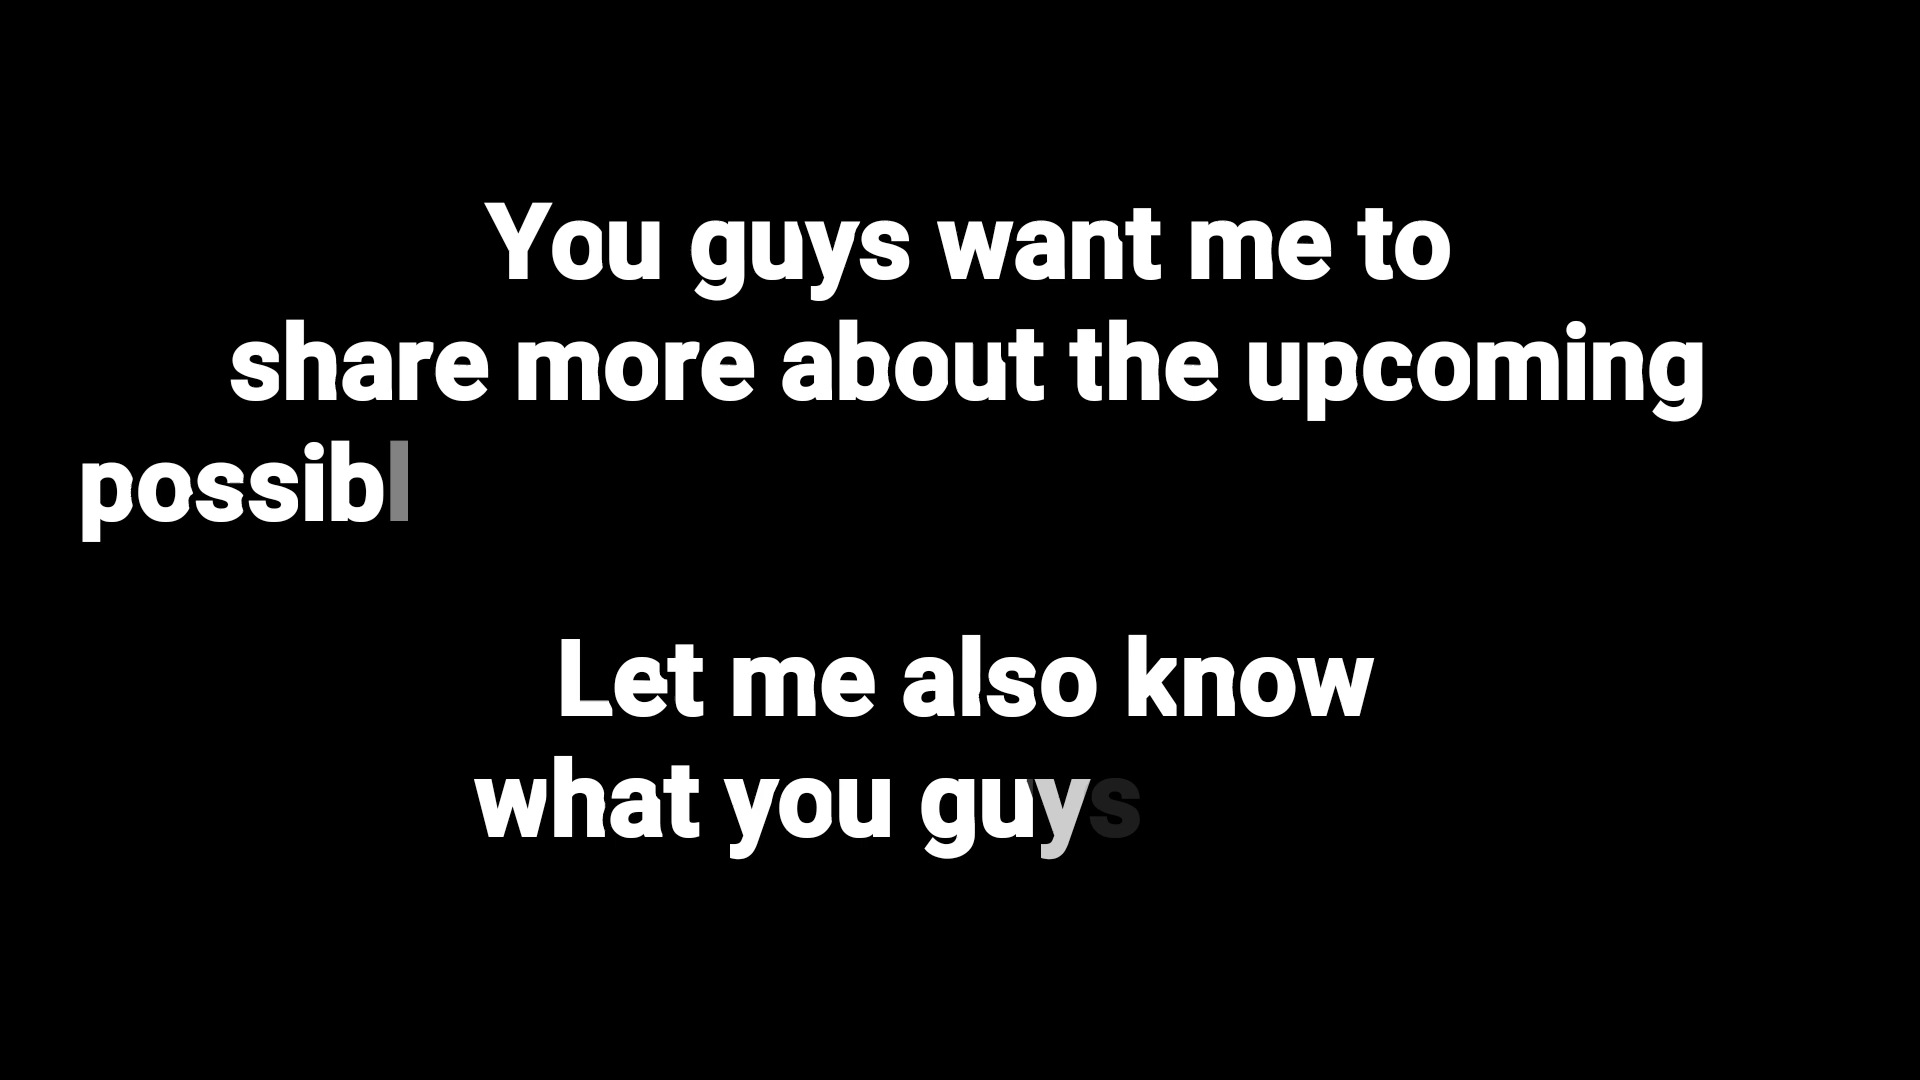 You guys want me to
share more about the upcoming
possibl
Let me also know
what you guys